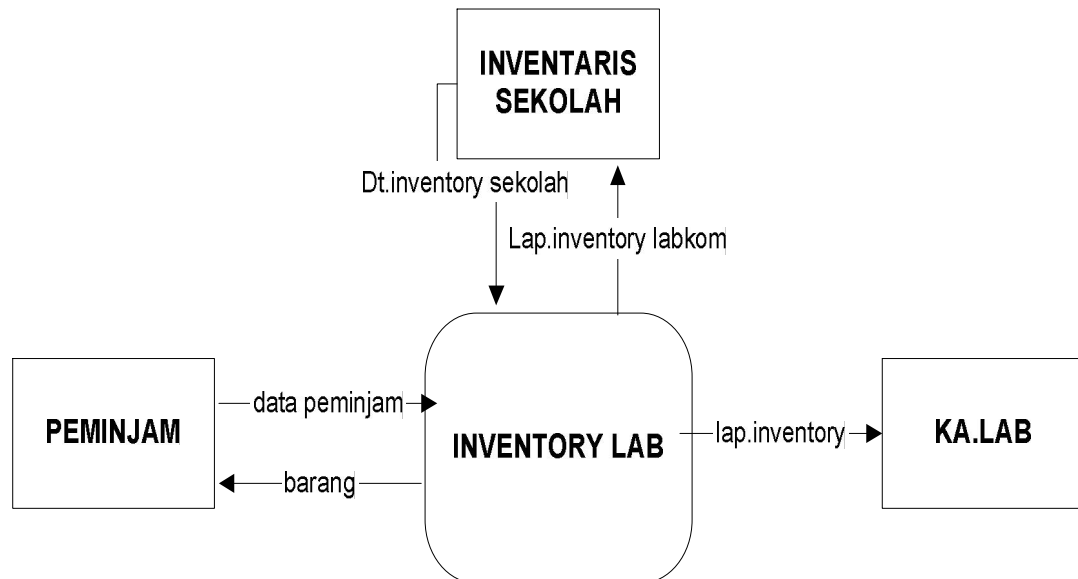 INVENTARIS
SEKOLAH
Dt.inventory sekolah
Lap.inventory labkom
data peminjam
PEMINJAM
INVENTORY LAB
lap.inventory
KA.LAB
barang